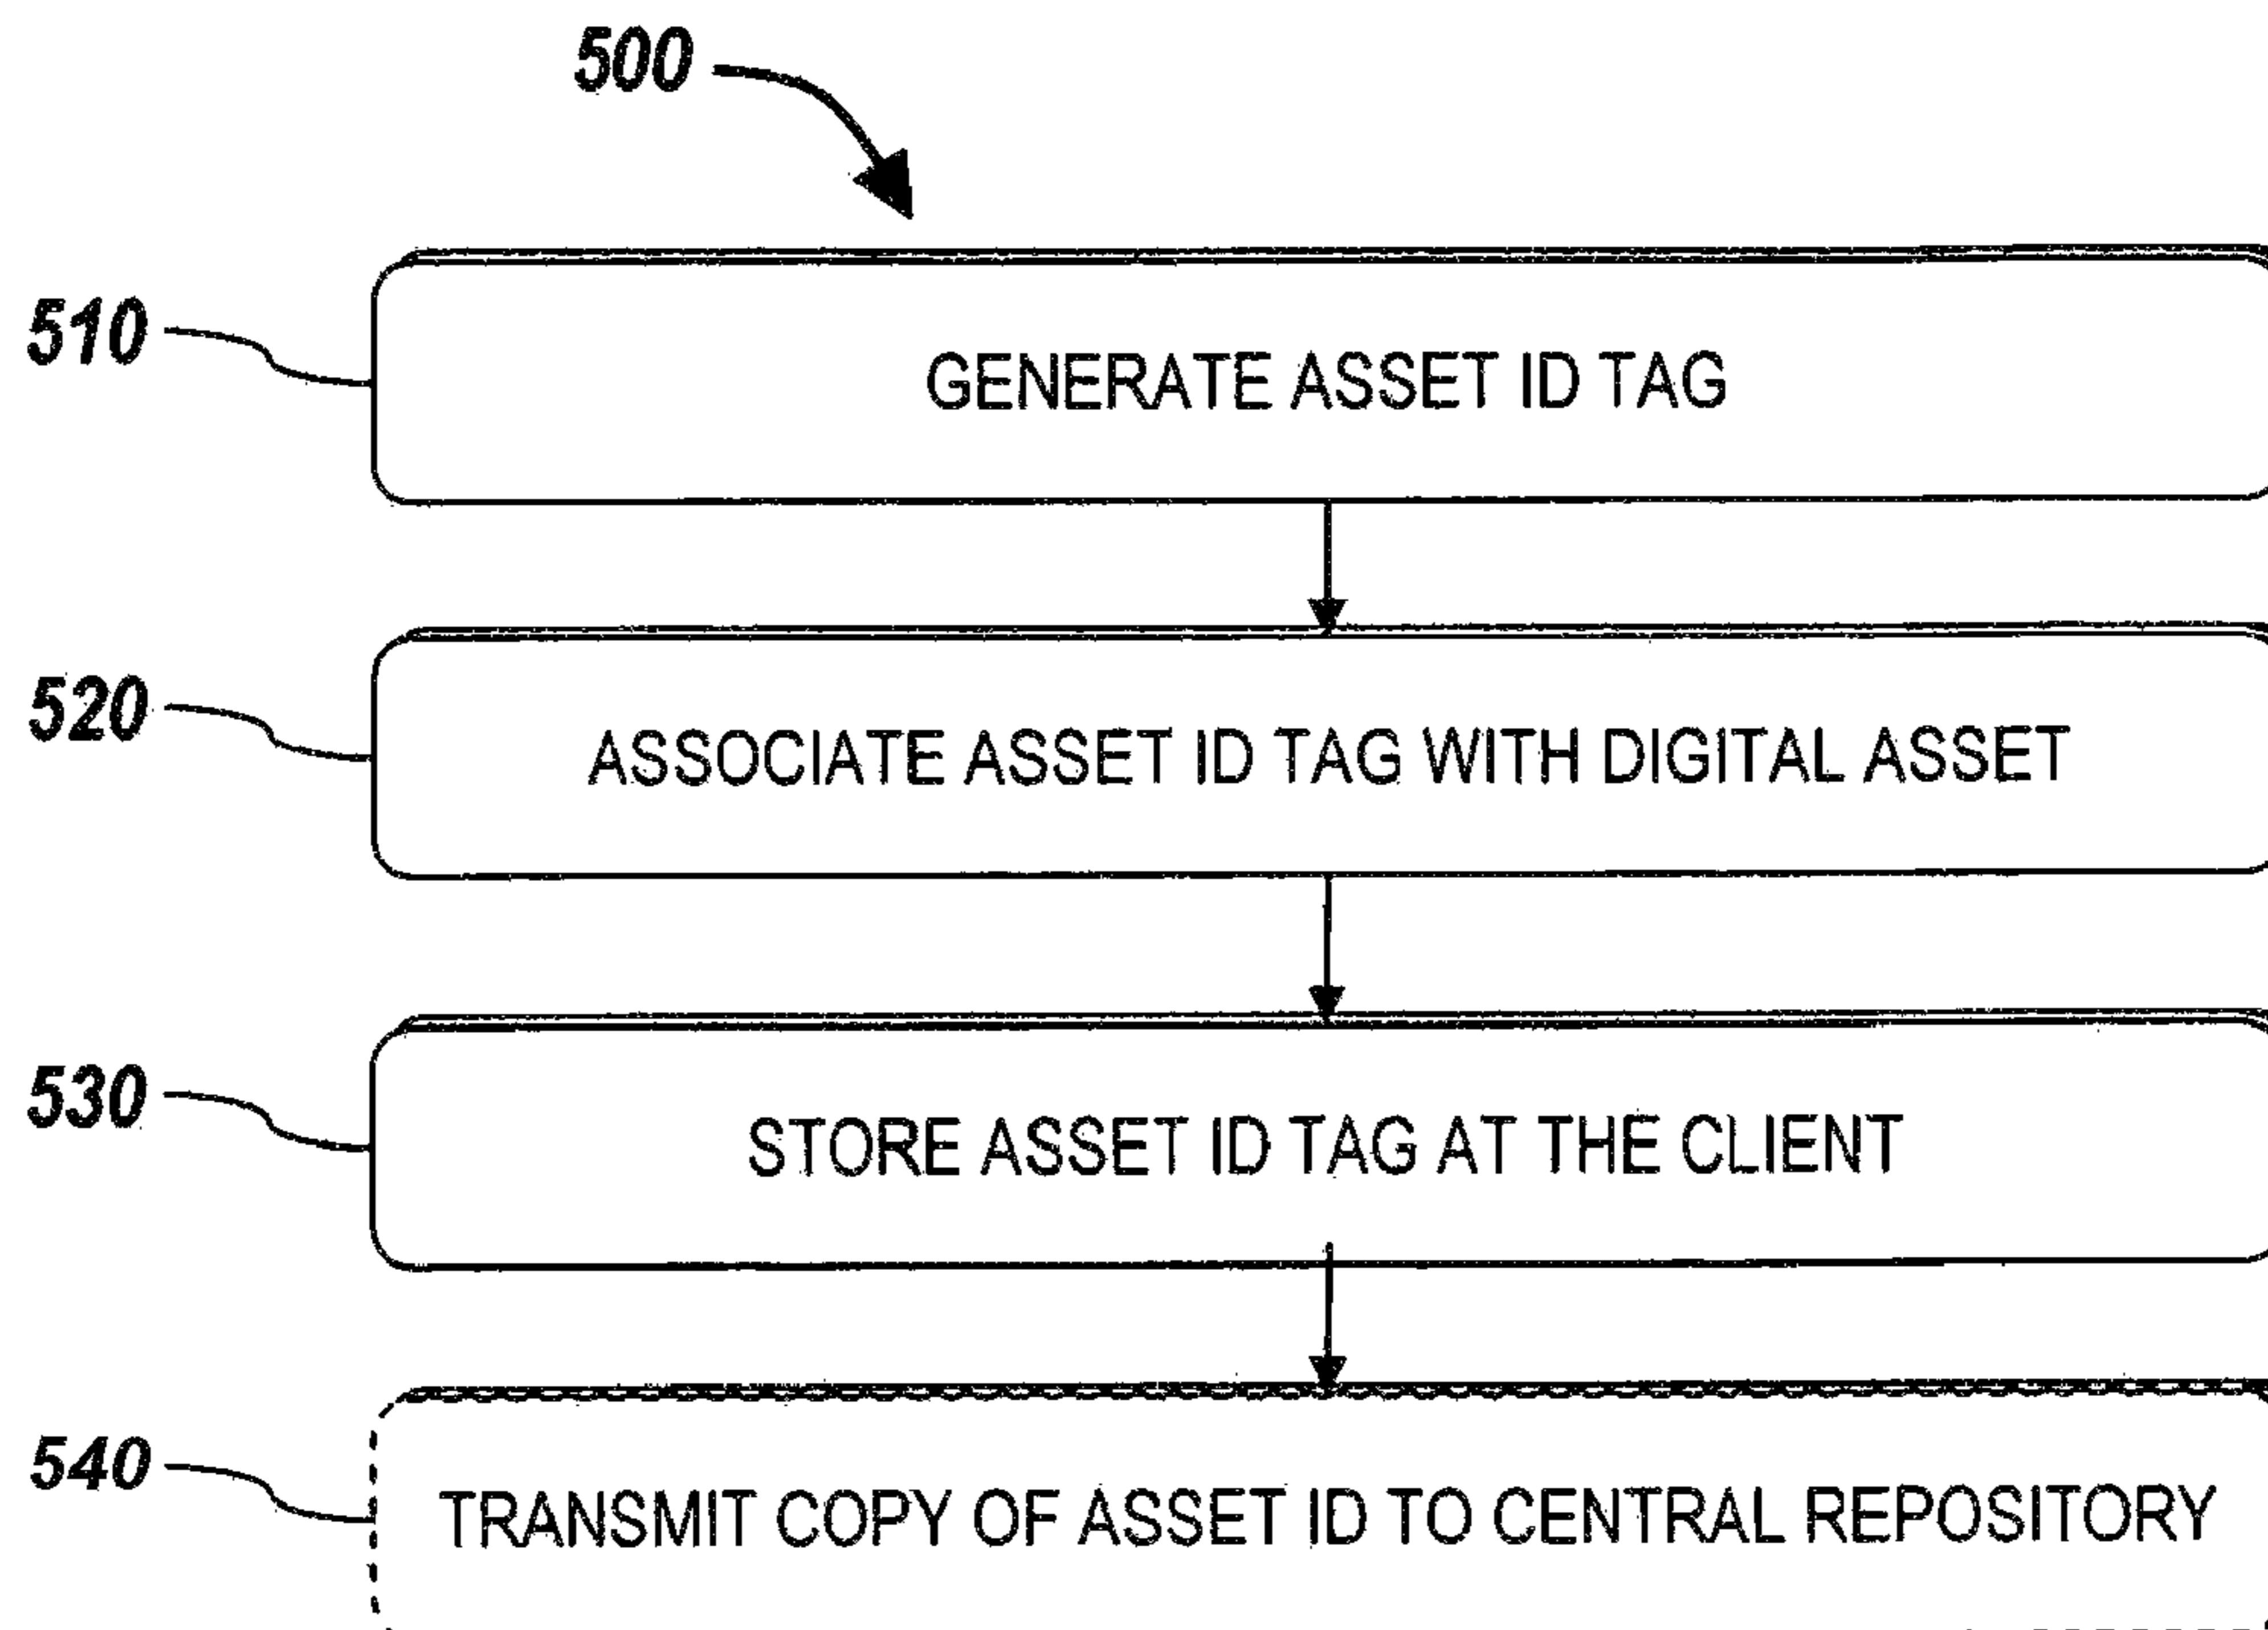 500
510
GENERATE ASSET ID TAG
520
ASSOCIATE ASSET ID TAG WITH DIGITAL ASSET
530
STORE ASSET ID TAG AT THE CLIENT
540
TRANSMIT COPY OF ASSET ID TO CENTRAL REPOSITORY